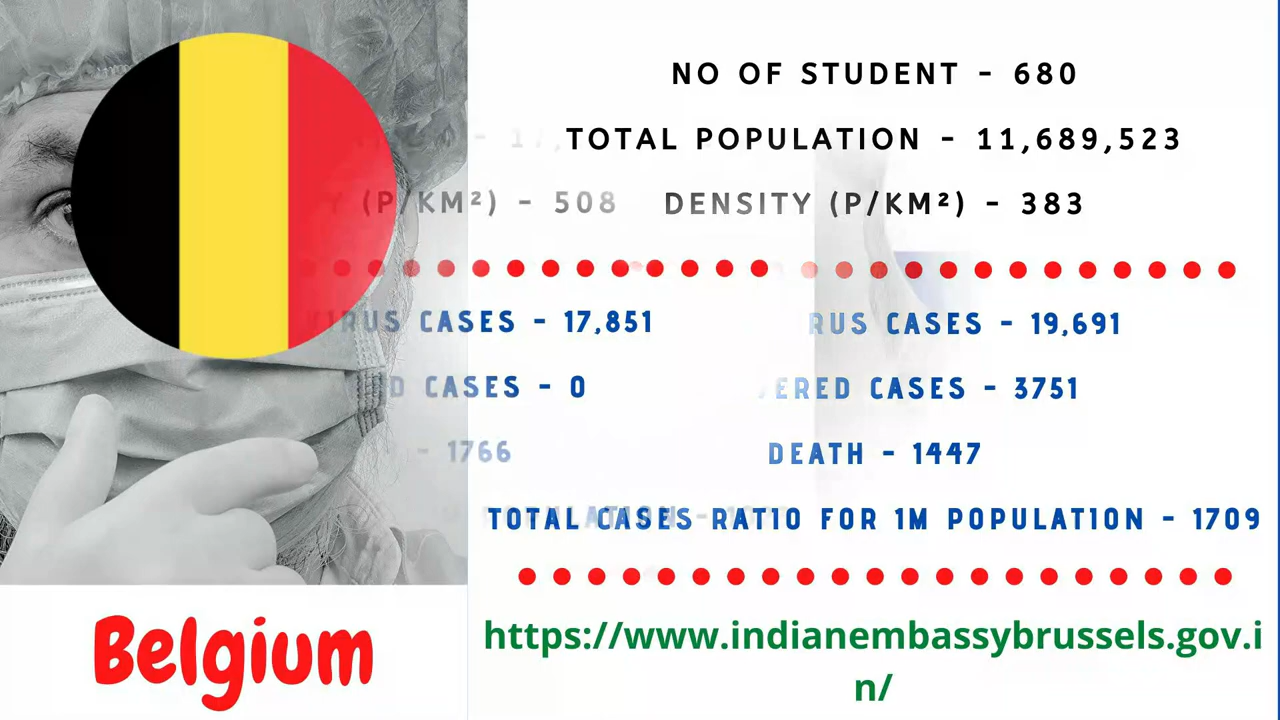 NO OF STUDENT - 680
TOTAL POPULATION - 11,689,523
(P/KM²) - 508
DENSITY (P/KM²) - 383
VIRUS CASES - 17,851
RUS CASES - 19,691
D CASES - 0
ERED CASES - 3751
- 1766
DEATH - 1447
TOTAL CASES RATIO FOR 1M POPULATION - 1709
Belgium
https://www.indianembassybrussels.gov.i
n/